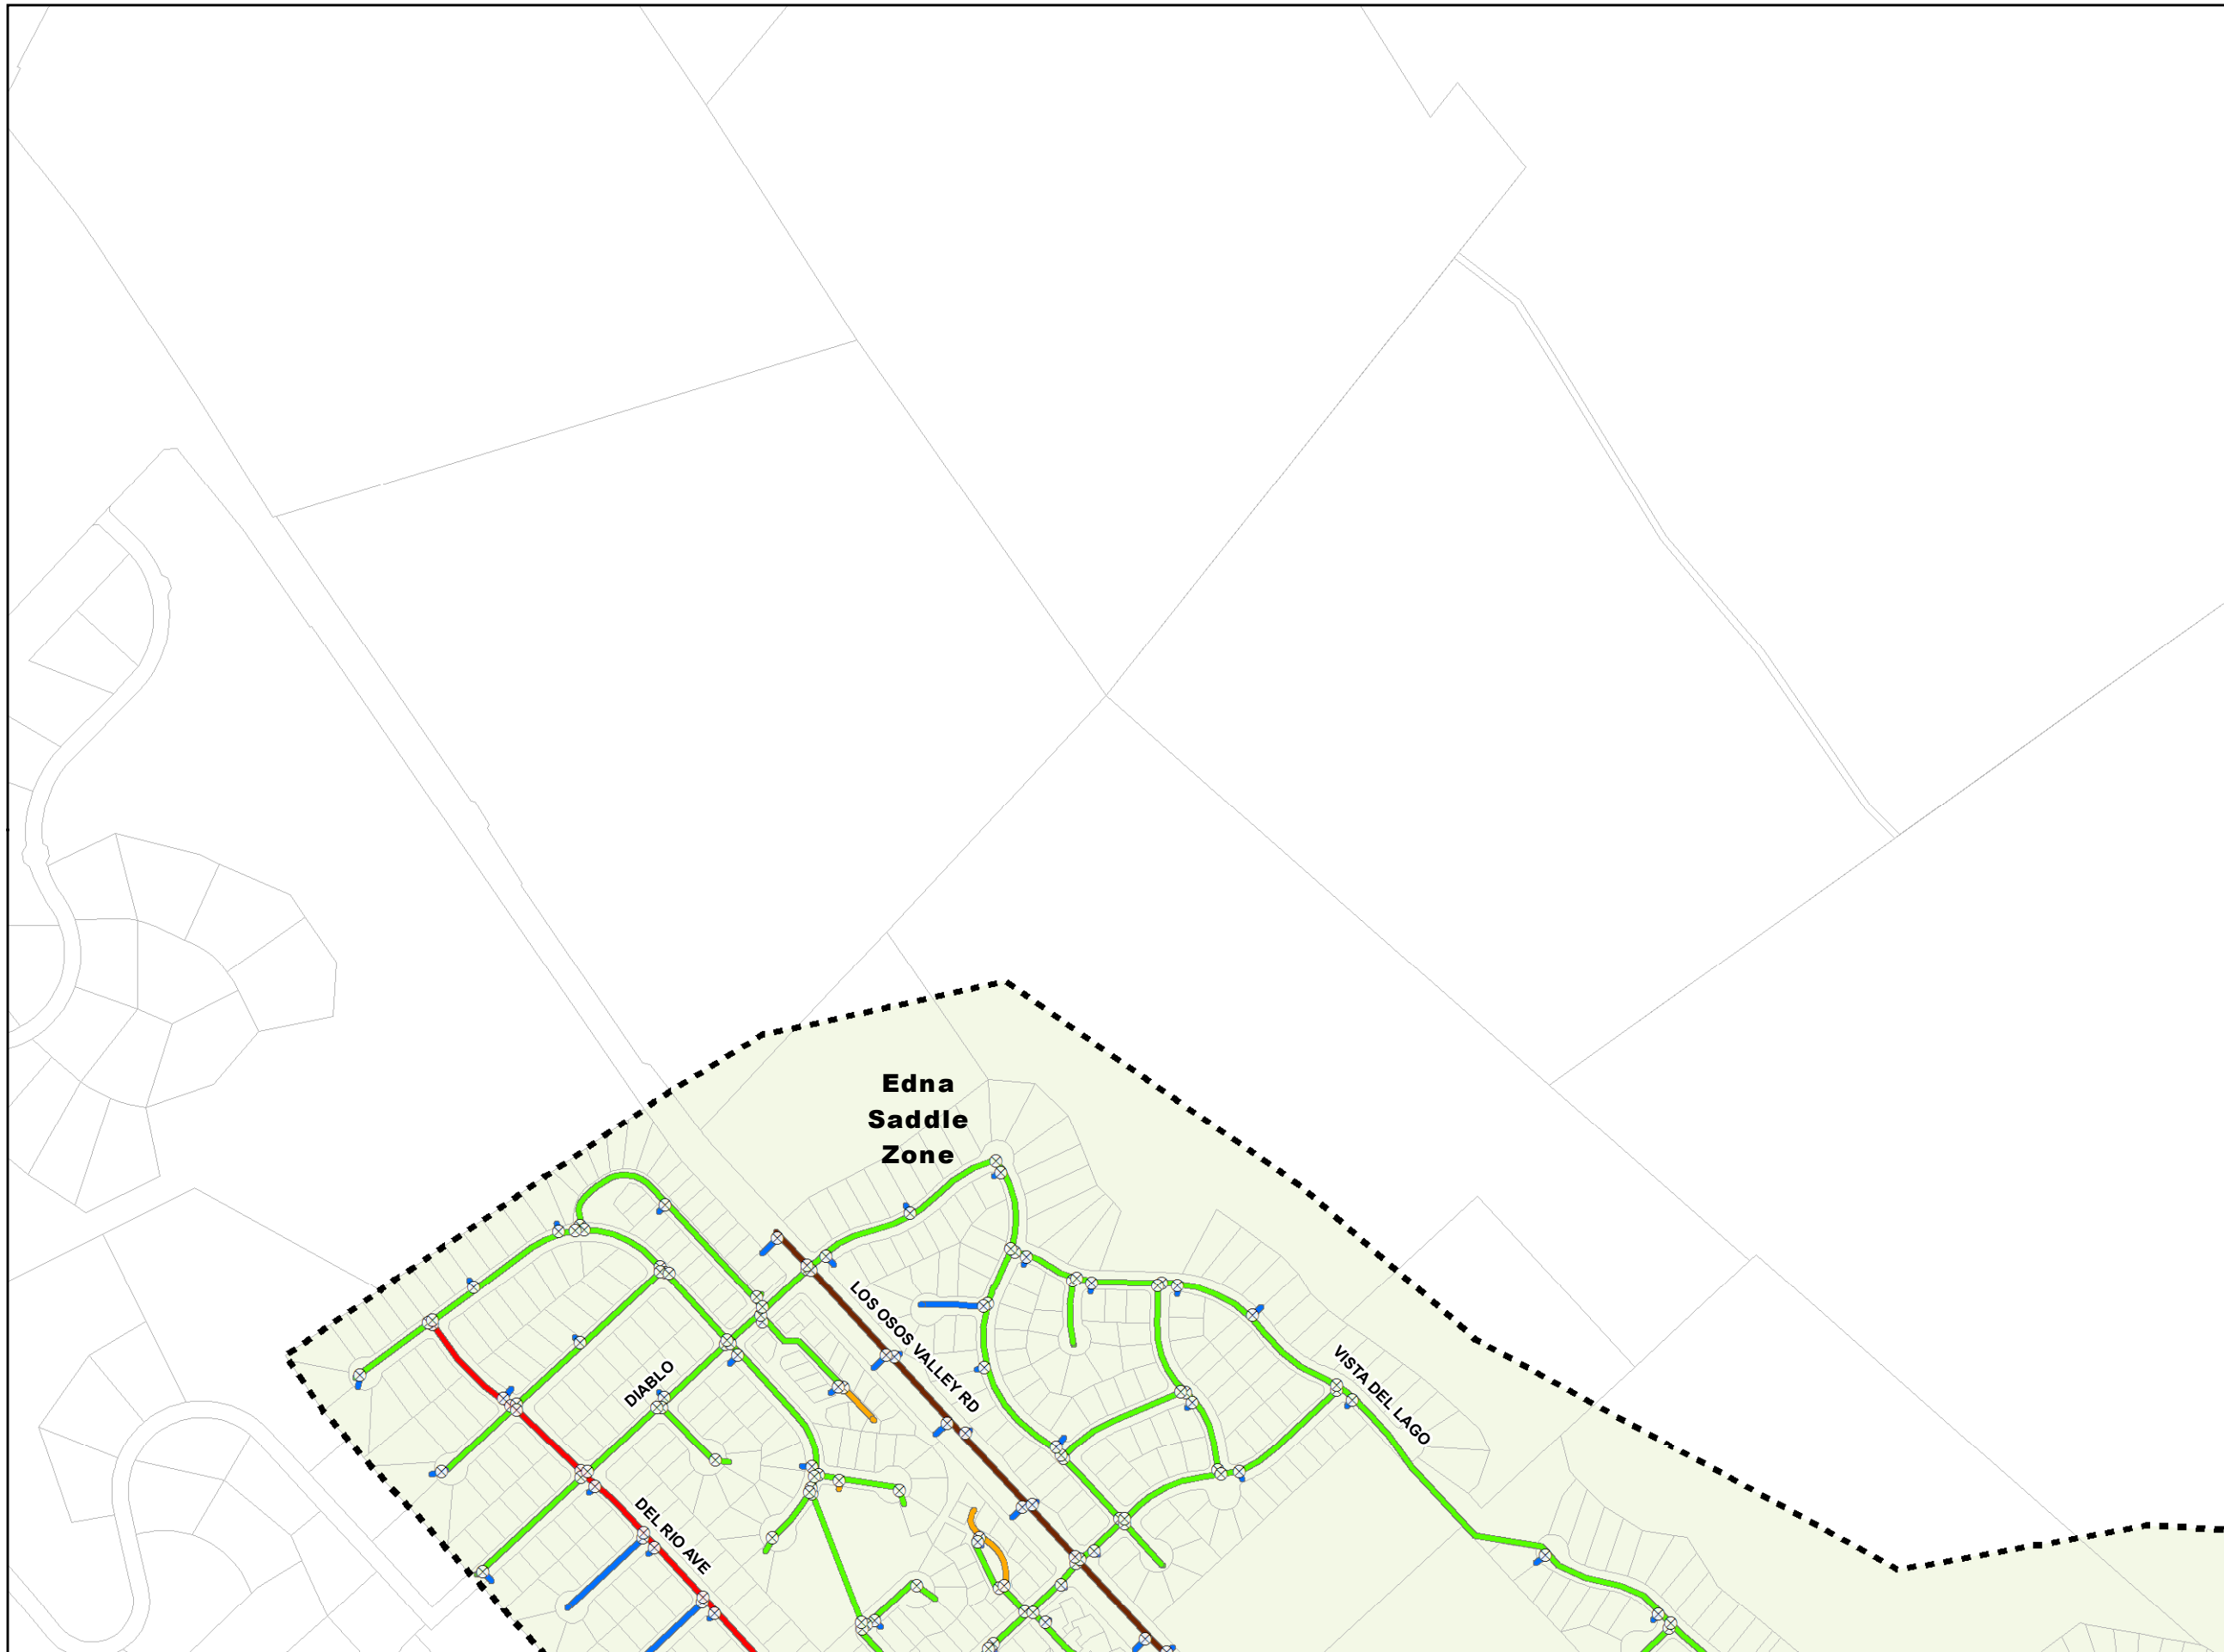 Edna
Saddle
Zone
LOS OSOS VALLEY RD
VISTA DEL LAGO
DIABLO
DEL RIO AVE